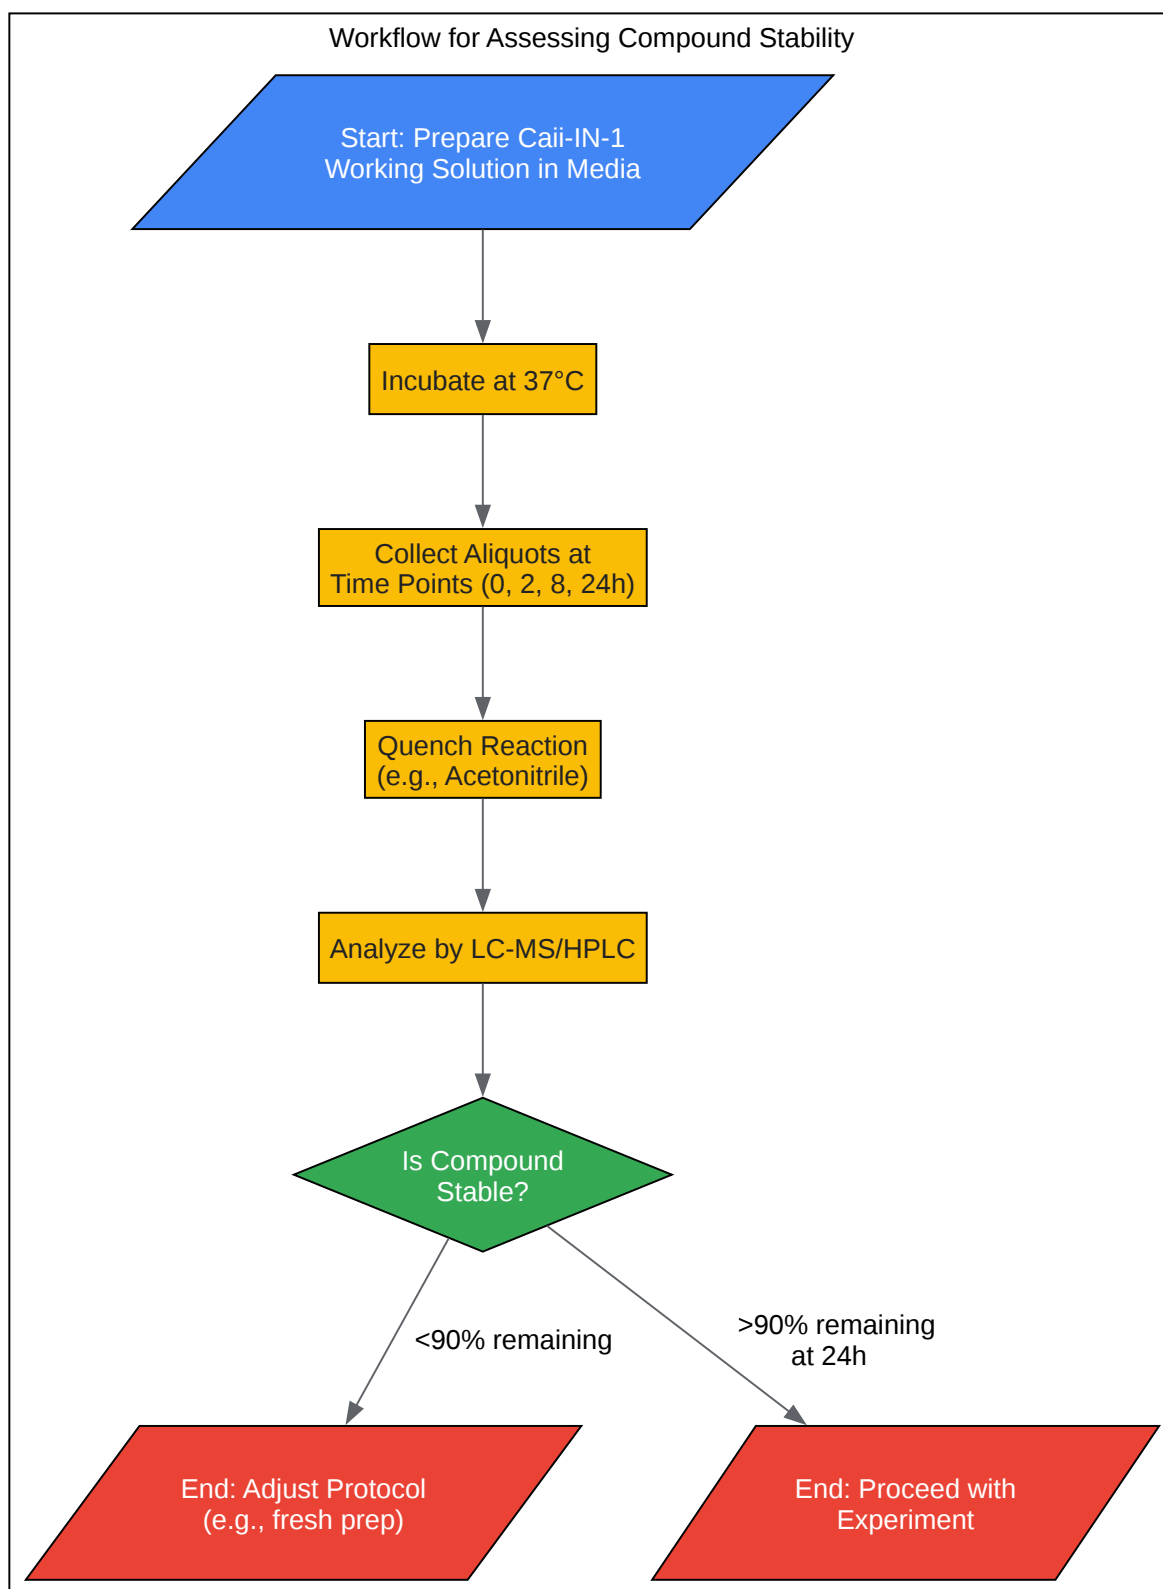 Workflow for Assessing Compound Stability
Start: Prepare Caii-IN-1
Working Solution in Media
Incubate at 37°C
Collect Aliquots at
Time Points (0, 2, 8, 24h)
Quench Reaction
(e.g., Acetonitrile)
Analyze by LC-MS/HPLC
Is Compound
Stable?
<90% remaining
>90% remaining
at 24h
End: Adjust Protocol
(e.g., fresh prep)
End: Proceed with
Experiment